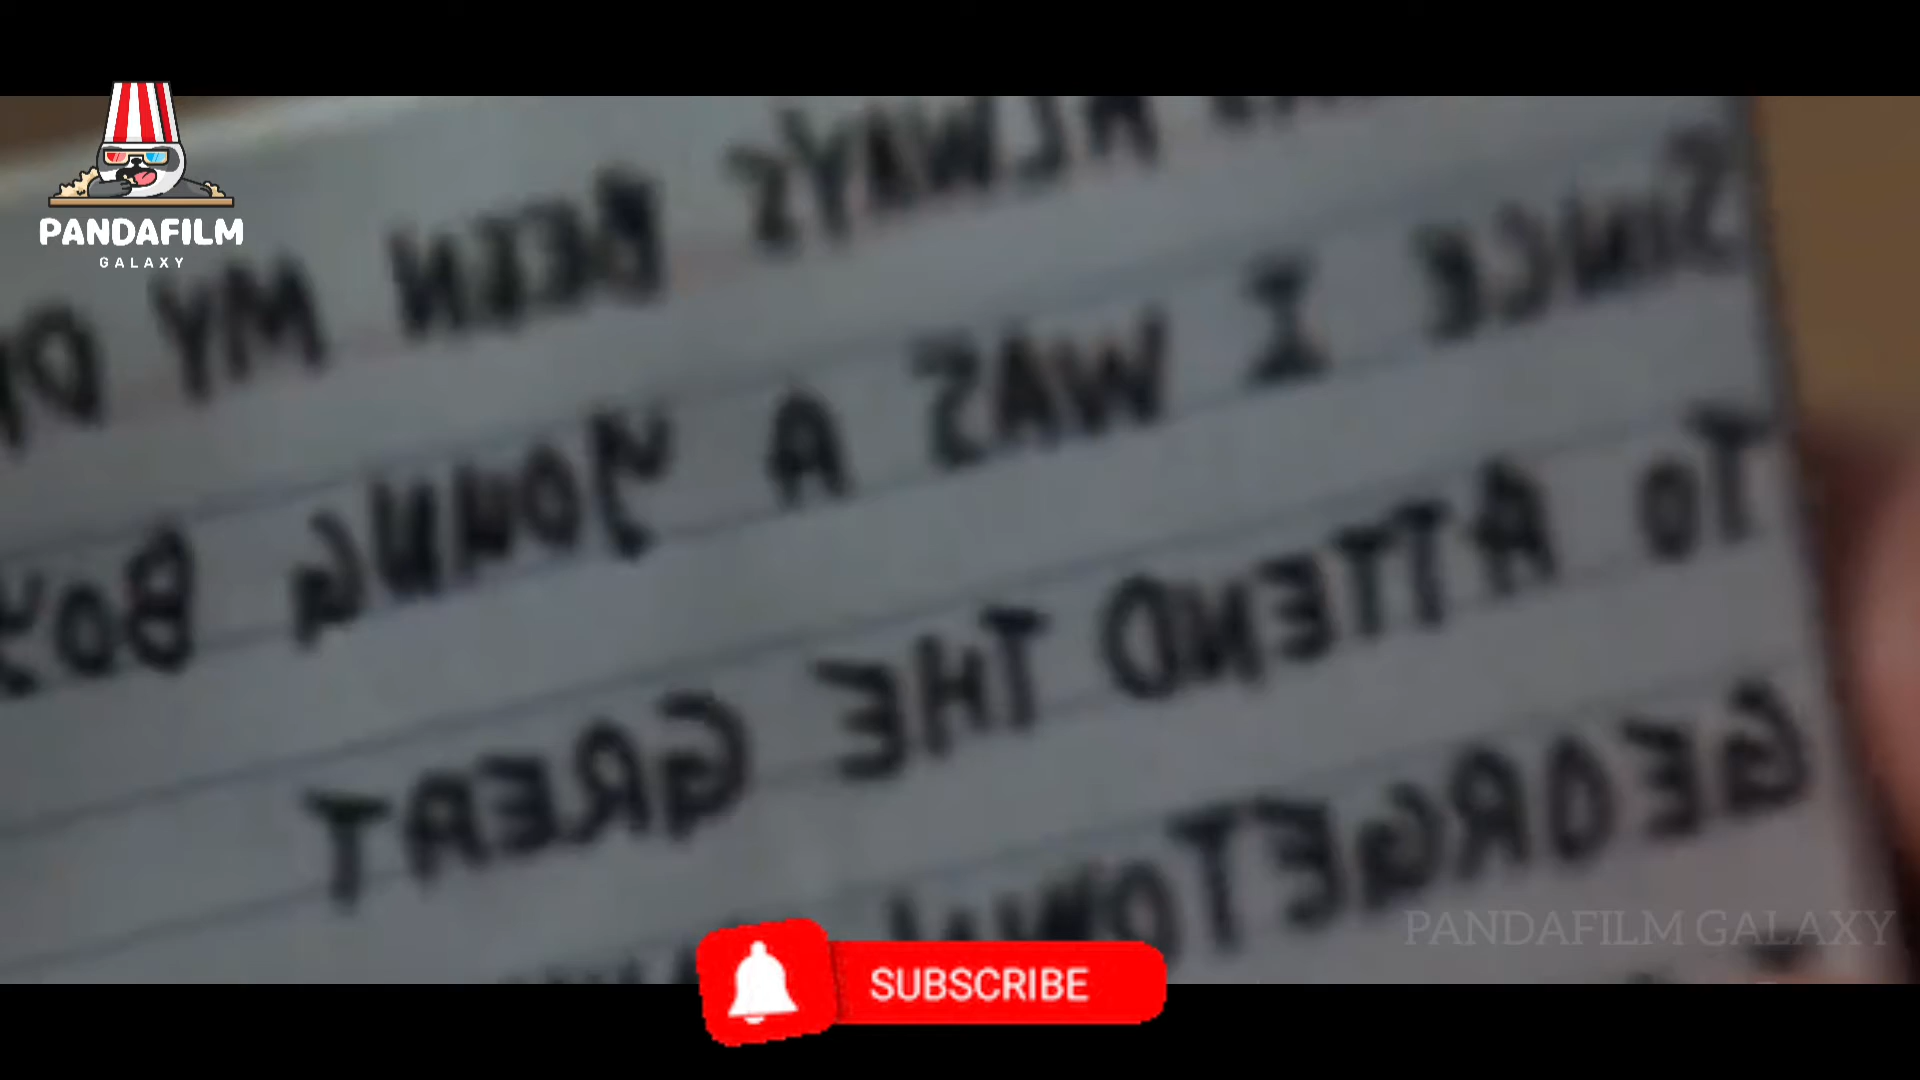 PANDAFILM
GALAXY
ALWAYS BEEN MY
SINCE I WAS A YOUNG BOY
TO ATTEND THE GREAT
GEORGETOWN
PANDAFILM GALAXY
SUBSCRIBE